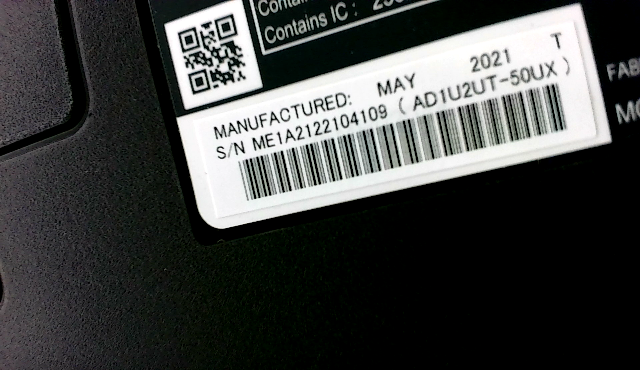 Contains IC :
MANUFACTURED: MAY 2021 T
S/N ME1A2122104109 ( AD1U2UT-50UX )